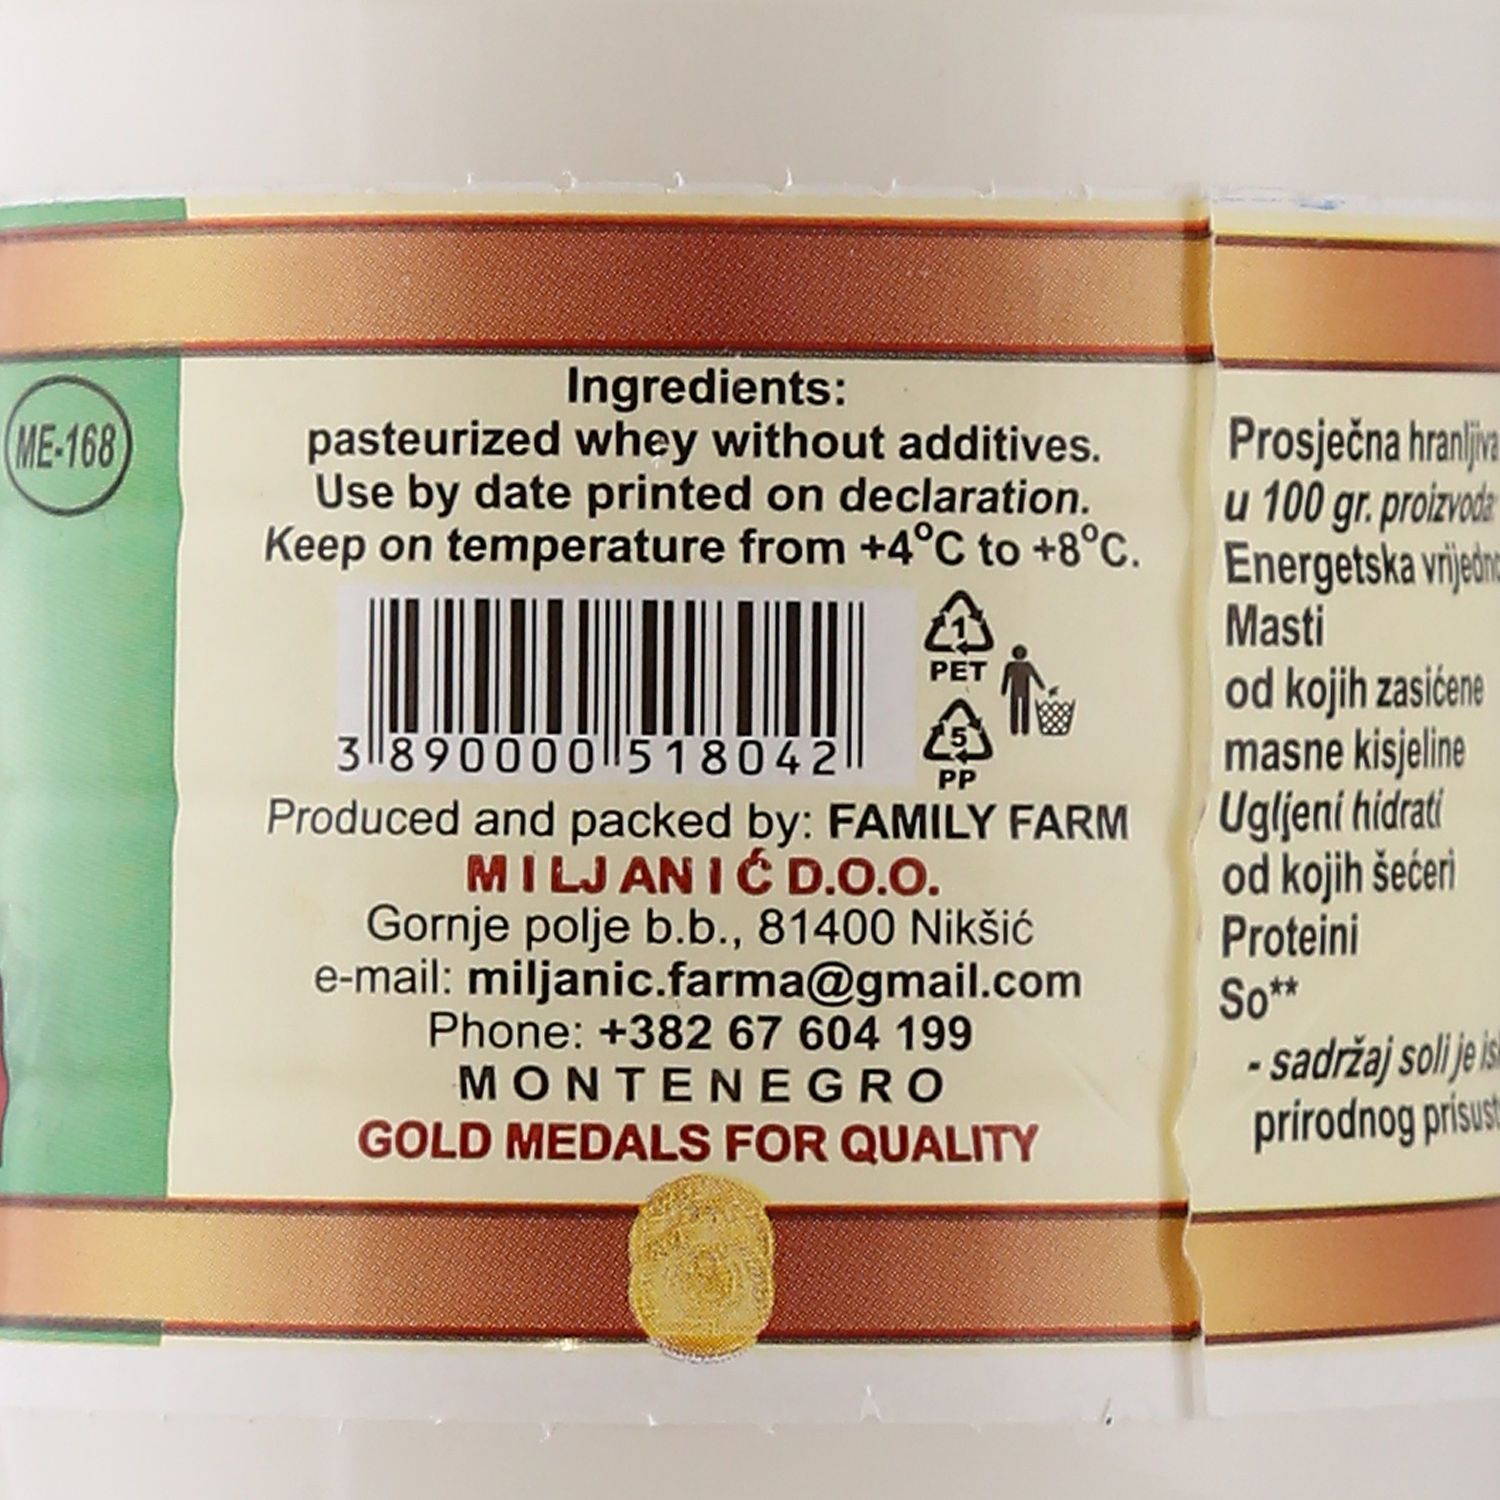 ME-168
Ingredients:
pasteurized whey without additives.
Use by date printed on declaration.
Keep on temperature from +4°C to +8°C.
1
PET
5
PP
3 890000 518042
Produced and packed by: FAMILY FARM
MILJANIĆ D.O.O.
Gornje polje b.b., 81400 Nikšić
e-mail: miljanic.farma@gmail.com
Phone: +382 67 604 199
MONTENEGRO
GOLD MEDALS FOR QUALITY
Prosječna hranljiva
u 100 gr. proizvoda
Energetska
Masti
od kojih zasićene
masne kisjeline
Ugljeni hidrati
od kojih šećeri
Proteini
So**
- sadržaj soli je
prirodnog